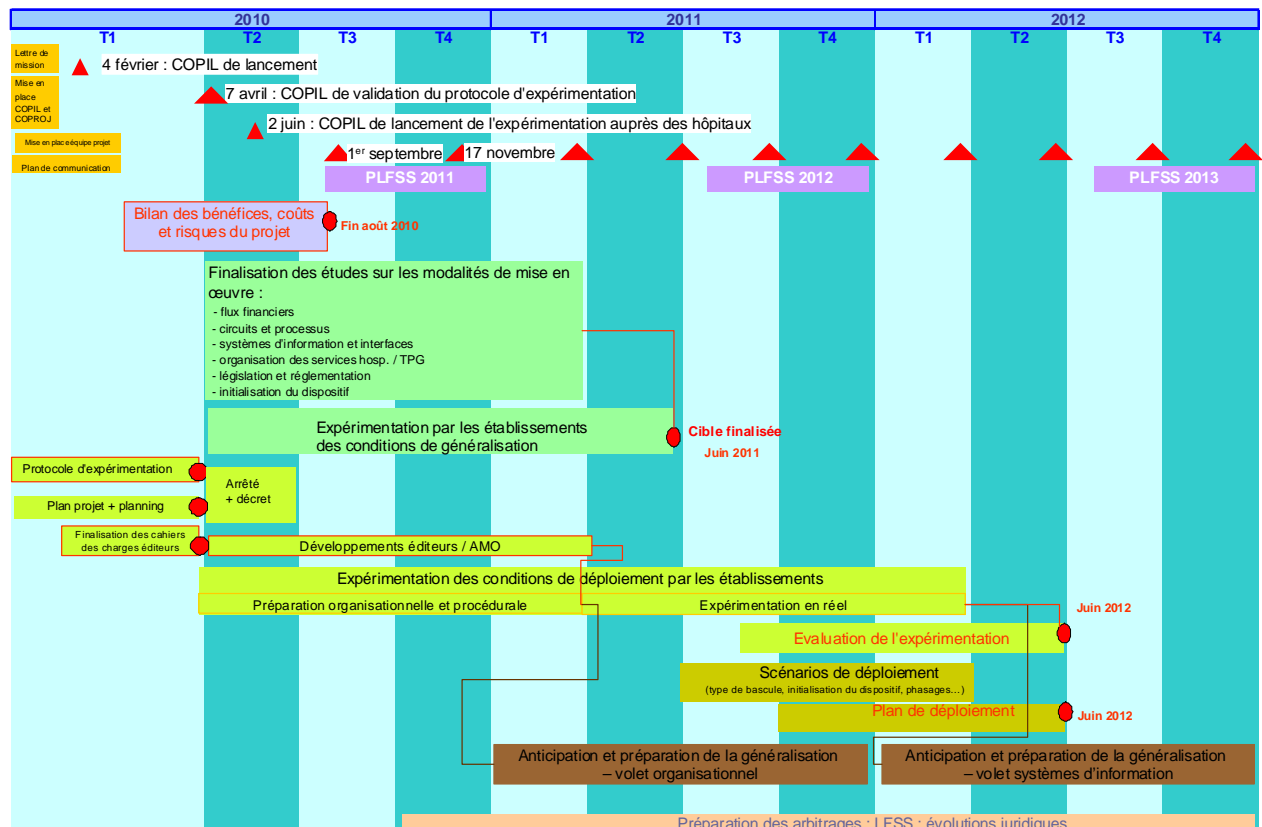 2010 2011 2012
T1 T2 T3 T4 T1 T2 T3 T4 T1 T2 T3 T4
Lettre de
mission
4 février : COPIL de lancement
Mise en
place
COPIL et
COPROJ
7 avril : COPIL de validation du protocole d'expérimentation
2 juin : COPIL de lancement de l'expérimentation auprès des hôpitaux
Mise en place équipe projet
1er septembre
17 novembre
Plan de communication
PLFSS 2011
PLFSS 2012
PLFSS 2013
Bilan des bénéfices, coûts
et risques du projet
Fin août 2010
Finalisation des études sur les modalités de mise en
œuvre :
- flux financiers
- circuits et processus
- systèmes d'information et interfaces
- organisation des services hosp. / TPG
- législation et réglementation
- initialisation du dispositif
Expérimentation par les établissements
des conditions de généralisation
Cible finalisée
Juin 2011
Protocole d'expérimentation
Arrêté
+ décret
Plan projet + planning
Finalisation des cahiers
des charges éditeurs
Développements éditeurs / AMO
Expérimentation des conditions de déploiement par les établissements
Préparation organisationnelle et procédurale
Expérimentation en réel
Juin 2012
Evaluation de l'expérimentation
Scénarios de déploiement
(type de bascule, initialisation du dispositif, phasages...)
Plan de déploiement
Juin 2012
Anticipation et préparation de la généralisation
– volet organisationnel
Anticipation et préparation de la généralisation
– volet systèmes d'information
Préparation des arbitrages : LFSS : évolutions juridiques